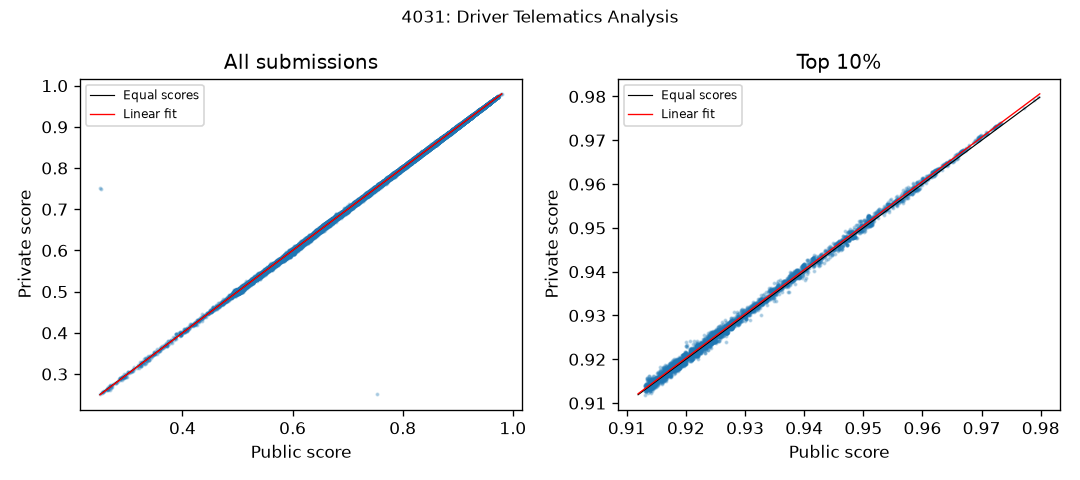 4031: Driver Telematics Analysis
All submissions
Equal scores
Linear fit
1.0
0.9
0.8
0.7
0.6
0.5
0.4
0.3
Private score
0.4
0.6
0.8
1.0
Public score
Top 10%
Equal scores
Linear fit
0.98
0.97
0.96
0.95
0.94
0.93
0.92
0.91
Private score
0.91
0.92
0.93
0.94
0.95
0.96
0.97
0.98
Public score